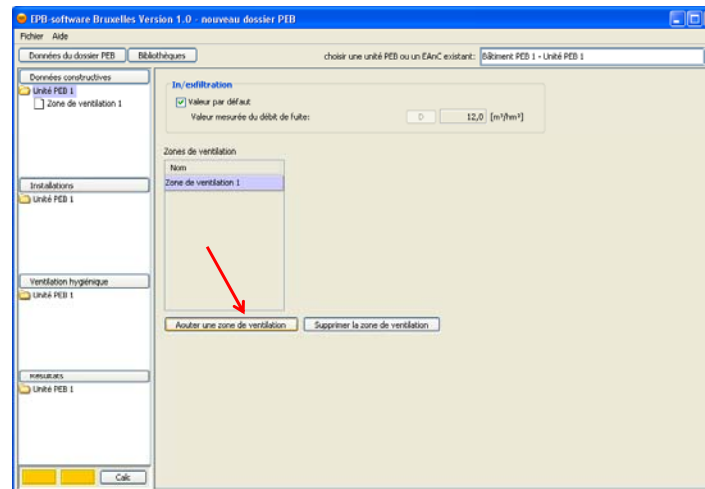 EPB-software Bruxelles Version 1.0 - nouveau dossier PEB
Fichier Aide
Données du dossier PEB Bibliothèques choisir une unité PEB ou un EAnC existant: Bâtiment PEB 1 - Unité PEB 1
Données constructives
Unité PEB 1
Zone de ventilation 1
In/exfiltration
Valeur par défaut
Valeur mesurée du débit de fuite: D 12,0 [m³/hm²]
Zones de ventilation
Nom
Zone de ventilation 1
Installations
Unité PEB 1
Ventilation hygiénique
Unité PEB 1
Aouter une zone de ventilation Supprimer la zone de ventilation
Résultats
Unité PEB 1
Calc